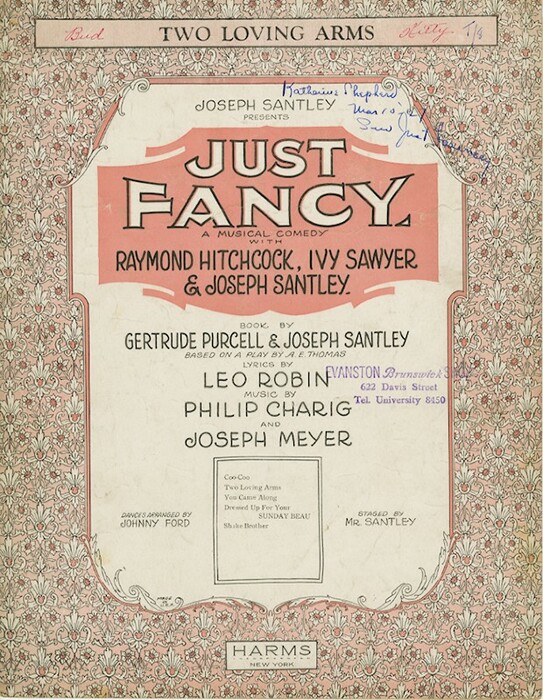 Bud TWO LOVING ARMS Kitty
Katharine Shepherd
JOSEPH SANTLEY
PRESENTS
Saw Just Fancy
JUST
FANCY
A MUSICAL COMEDY
WITH
RAYMOND HITCHCOCK, IVY SAWYER
& JOSEPH SANTLEY.
BOOK BY
GERTRUDE PURCELL & JOSEPH SANTLEY
BASED ON A PLAY BY A.E. THOMAS
LYRICS BY
LEO ROBIN
MUSIC BY
PHILIP CHARIG
AND
JOSEPH MEYER
EVANSTON Brunswick
622 Davis Street
Tel. University 8450
Coo-Coo
Two Loving Arms
You Came Along
Dressed Up For Your
SUNDAY BEAU
Shake Brother
DANCES ARRANGED BY
JOHNNY FORD
STAGED BY
MR. SANTLEY
HARMS
NEW YORK